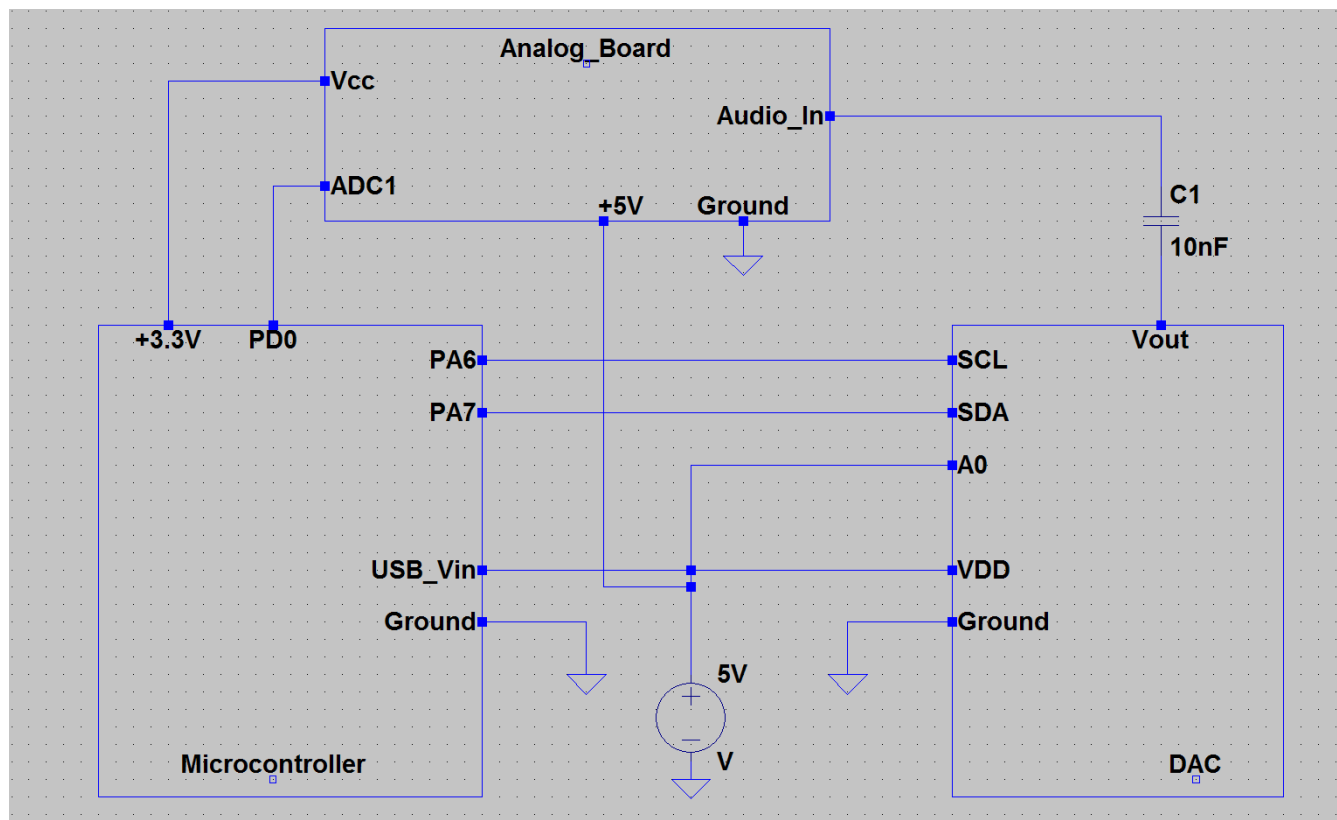 Analog_Board
Vcc
Audio_In
ADC1
+5V
Ground
C1
10nF
+3.3V
PD0
Vout
PA6
SCL
PA7
SDA
A0
USB_Vin
VDD
Ground
Ground
5V
V
Microcontroller
DAC